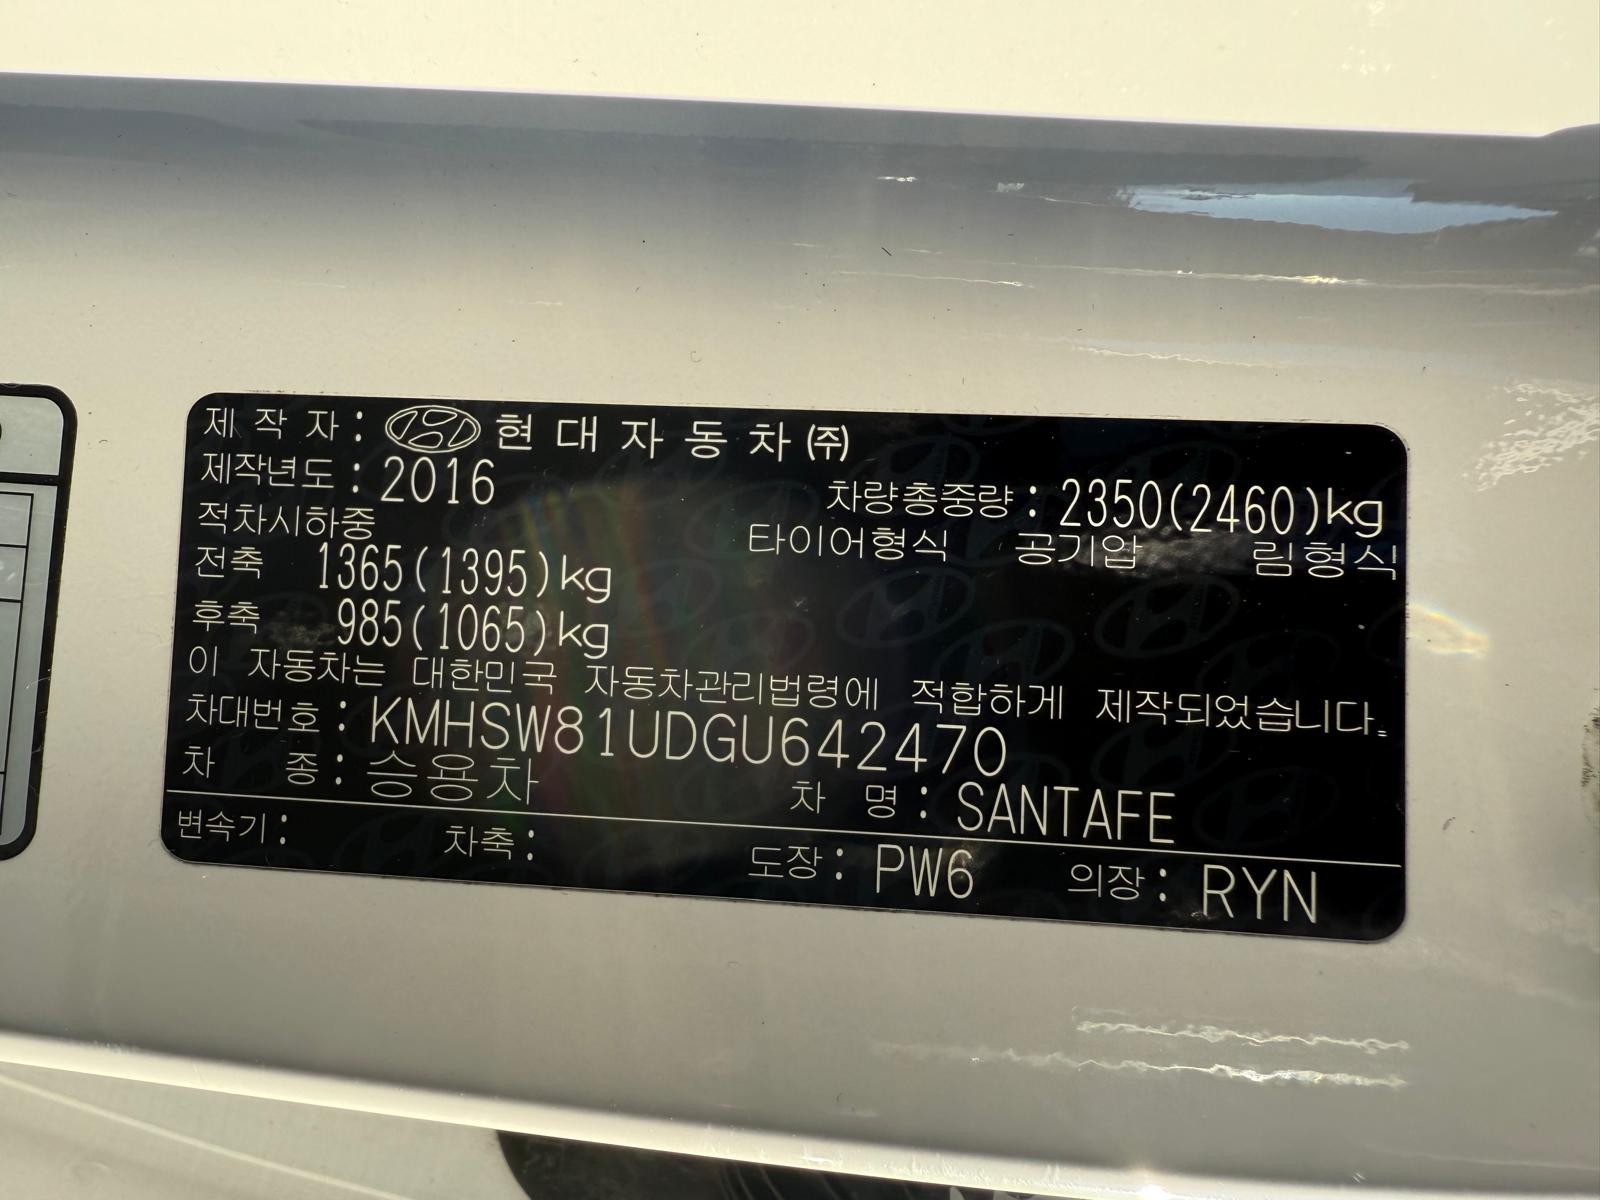 제작자: 현대자동차㈜
제작년도: 2016
차량총중량: 2350(2460)kg
적차시하중
타이어형식 공기압 림형식
전축 1365(1395)kg
후축 985(1065)kg
이 자동차는 대한민국 자동차관리법령에 적합하게 제작되었습니다.
차대번호: KMHSW81UDGU642470
차 종: 승용차 차 명: SANTAFE
변속기: 차축: 도장: PW6 의장: RYN